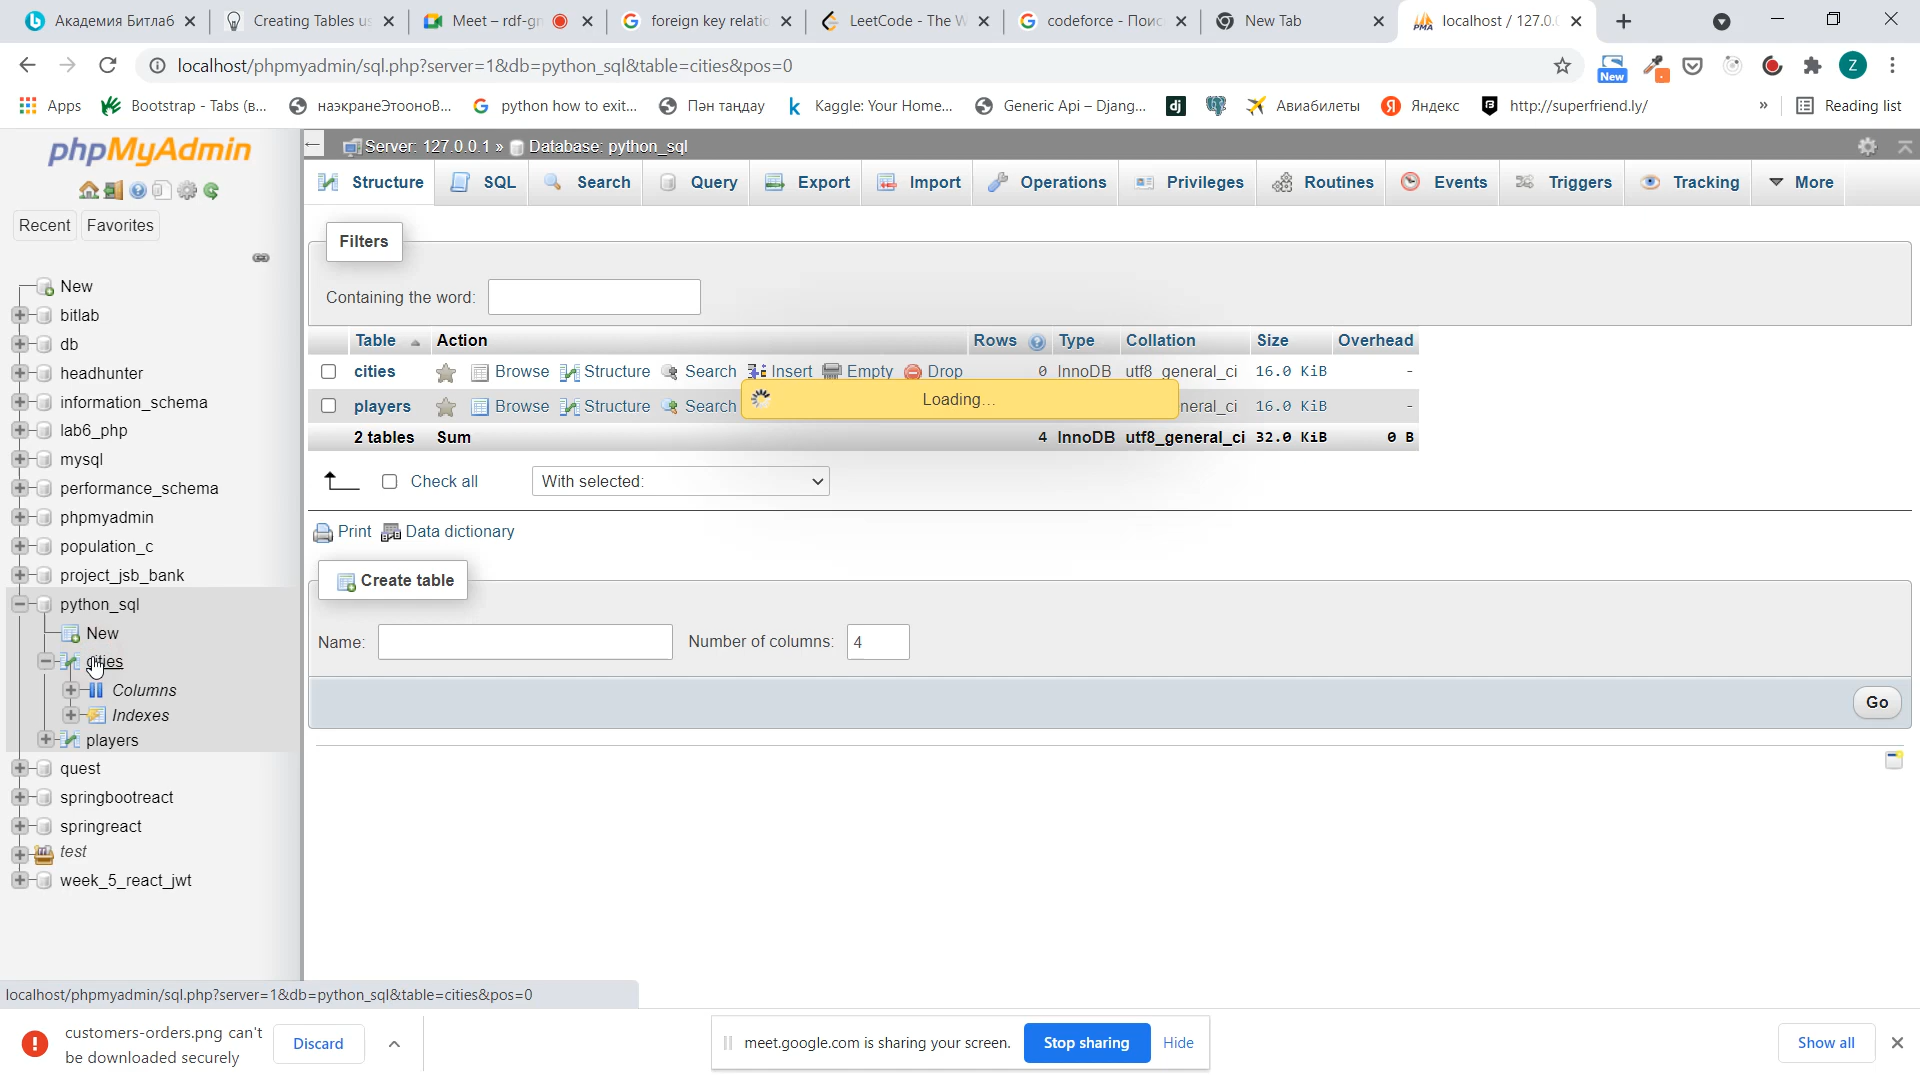 Академия Битлаб
Creating Tables us
Meet – rdf-gn
foreign key relatic
LeetCode - The W
codeforce - Поис
New Tab
localhost / 127.0.0
localhost/phpmyadmin/sql.php?server=1&db=python_sql&table=cities&pos=0
New
Z
Apps
Bootstrap - Tabs (в...
наэкранеЭтооноВ...
python how to exit...
Пән таңдау
Kaggle: Your Home...
Generic Api – Djang...
dj
Авиабилеты
Яндекс
http://superfriend.ly/
»
Reading list
phpMyAdmin
Recent
Favorites
New
bitlab
db
headhunter
information_schema
lab6_php
mysql
performance_schema
phpmyadmin
population_c
project_jsb_bank
python_sql
New
cities
Columns
Indexes
players
quest
springbootreact
springreact
test
week_5_react_jwt
Server: 127.0.0.1 » Database: python_sql
Structure
SQL
Search
Query
Export
Import
Operations
Privileges
Routines
Events
Triggers
Tracking
More
Filters
Containing the word:
Table Action Rows Type Collation Size Overhead
cities Browse Structure Search Insert Empty Drop 0 InnoDB utf8_general_ci 16.0 KiB -
players Browse Structure Search neral_ci 16.0 KiB -
Loading...
2 tables Sum 4 InnoDB utf8_general_ci 32.0 KiB 0 B
Check all
With selected:
Print
Data dictionary
Create table
Name:
Number of columns: 4
Go
localhost/phpmyadmin/sql.php?server=1&db=python_sql&table=cities&pos=0
customers-orders.png can't
be downloaded securely
Discard
meet.google.com is sharing your screen.
Stop sharing
Hide
Show all